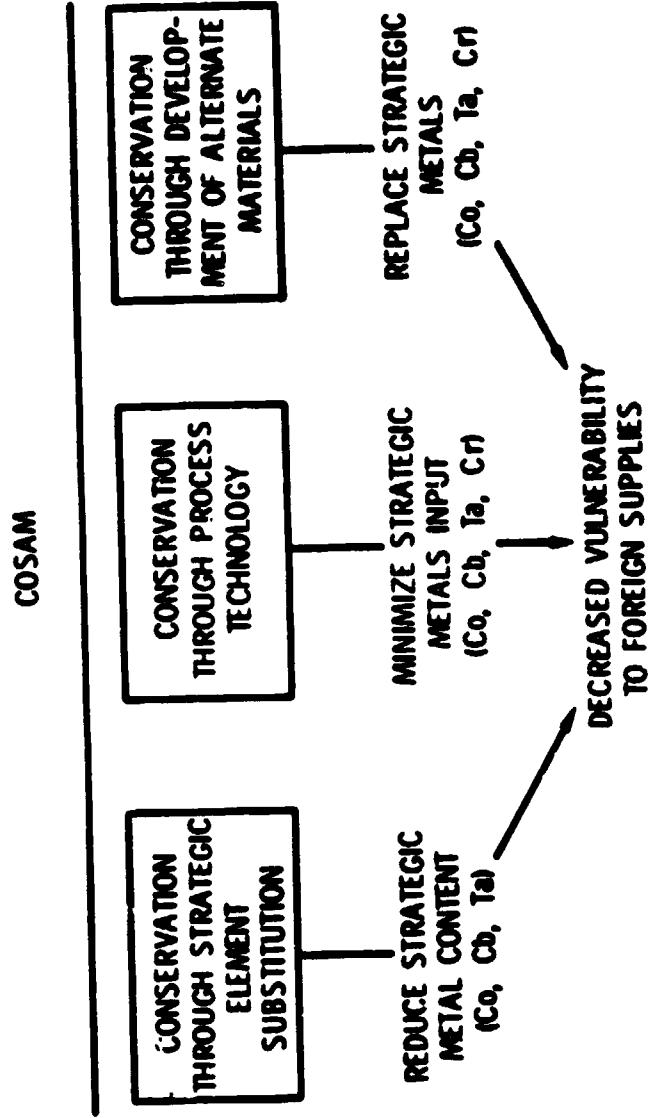 COSAM
CONSERVATION
THROUGH STRATEGIC
ELEMENT
SUBSTITUTION
REDUCE STRATEGIC
METAL CONTENT
(Co, Cb, Ta)
CONSERVATION
THROUGH PROCESS
TECHNOLOGY
MINIMIZE STRATEGIC
METALS INPUT
(Co, Cb, Ta, Cr)
CONSERVATION
THROUGH DEVELOP-
MENT OF ALTERNATE
MATERIALS
REPLACE STRATEGIC
METALS
(Co, Cb, Ta, Cr)
DECREASED VULNERABILITY
TO FOREIGN SUPPLIES